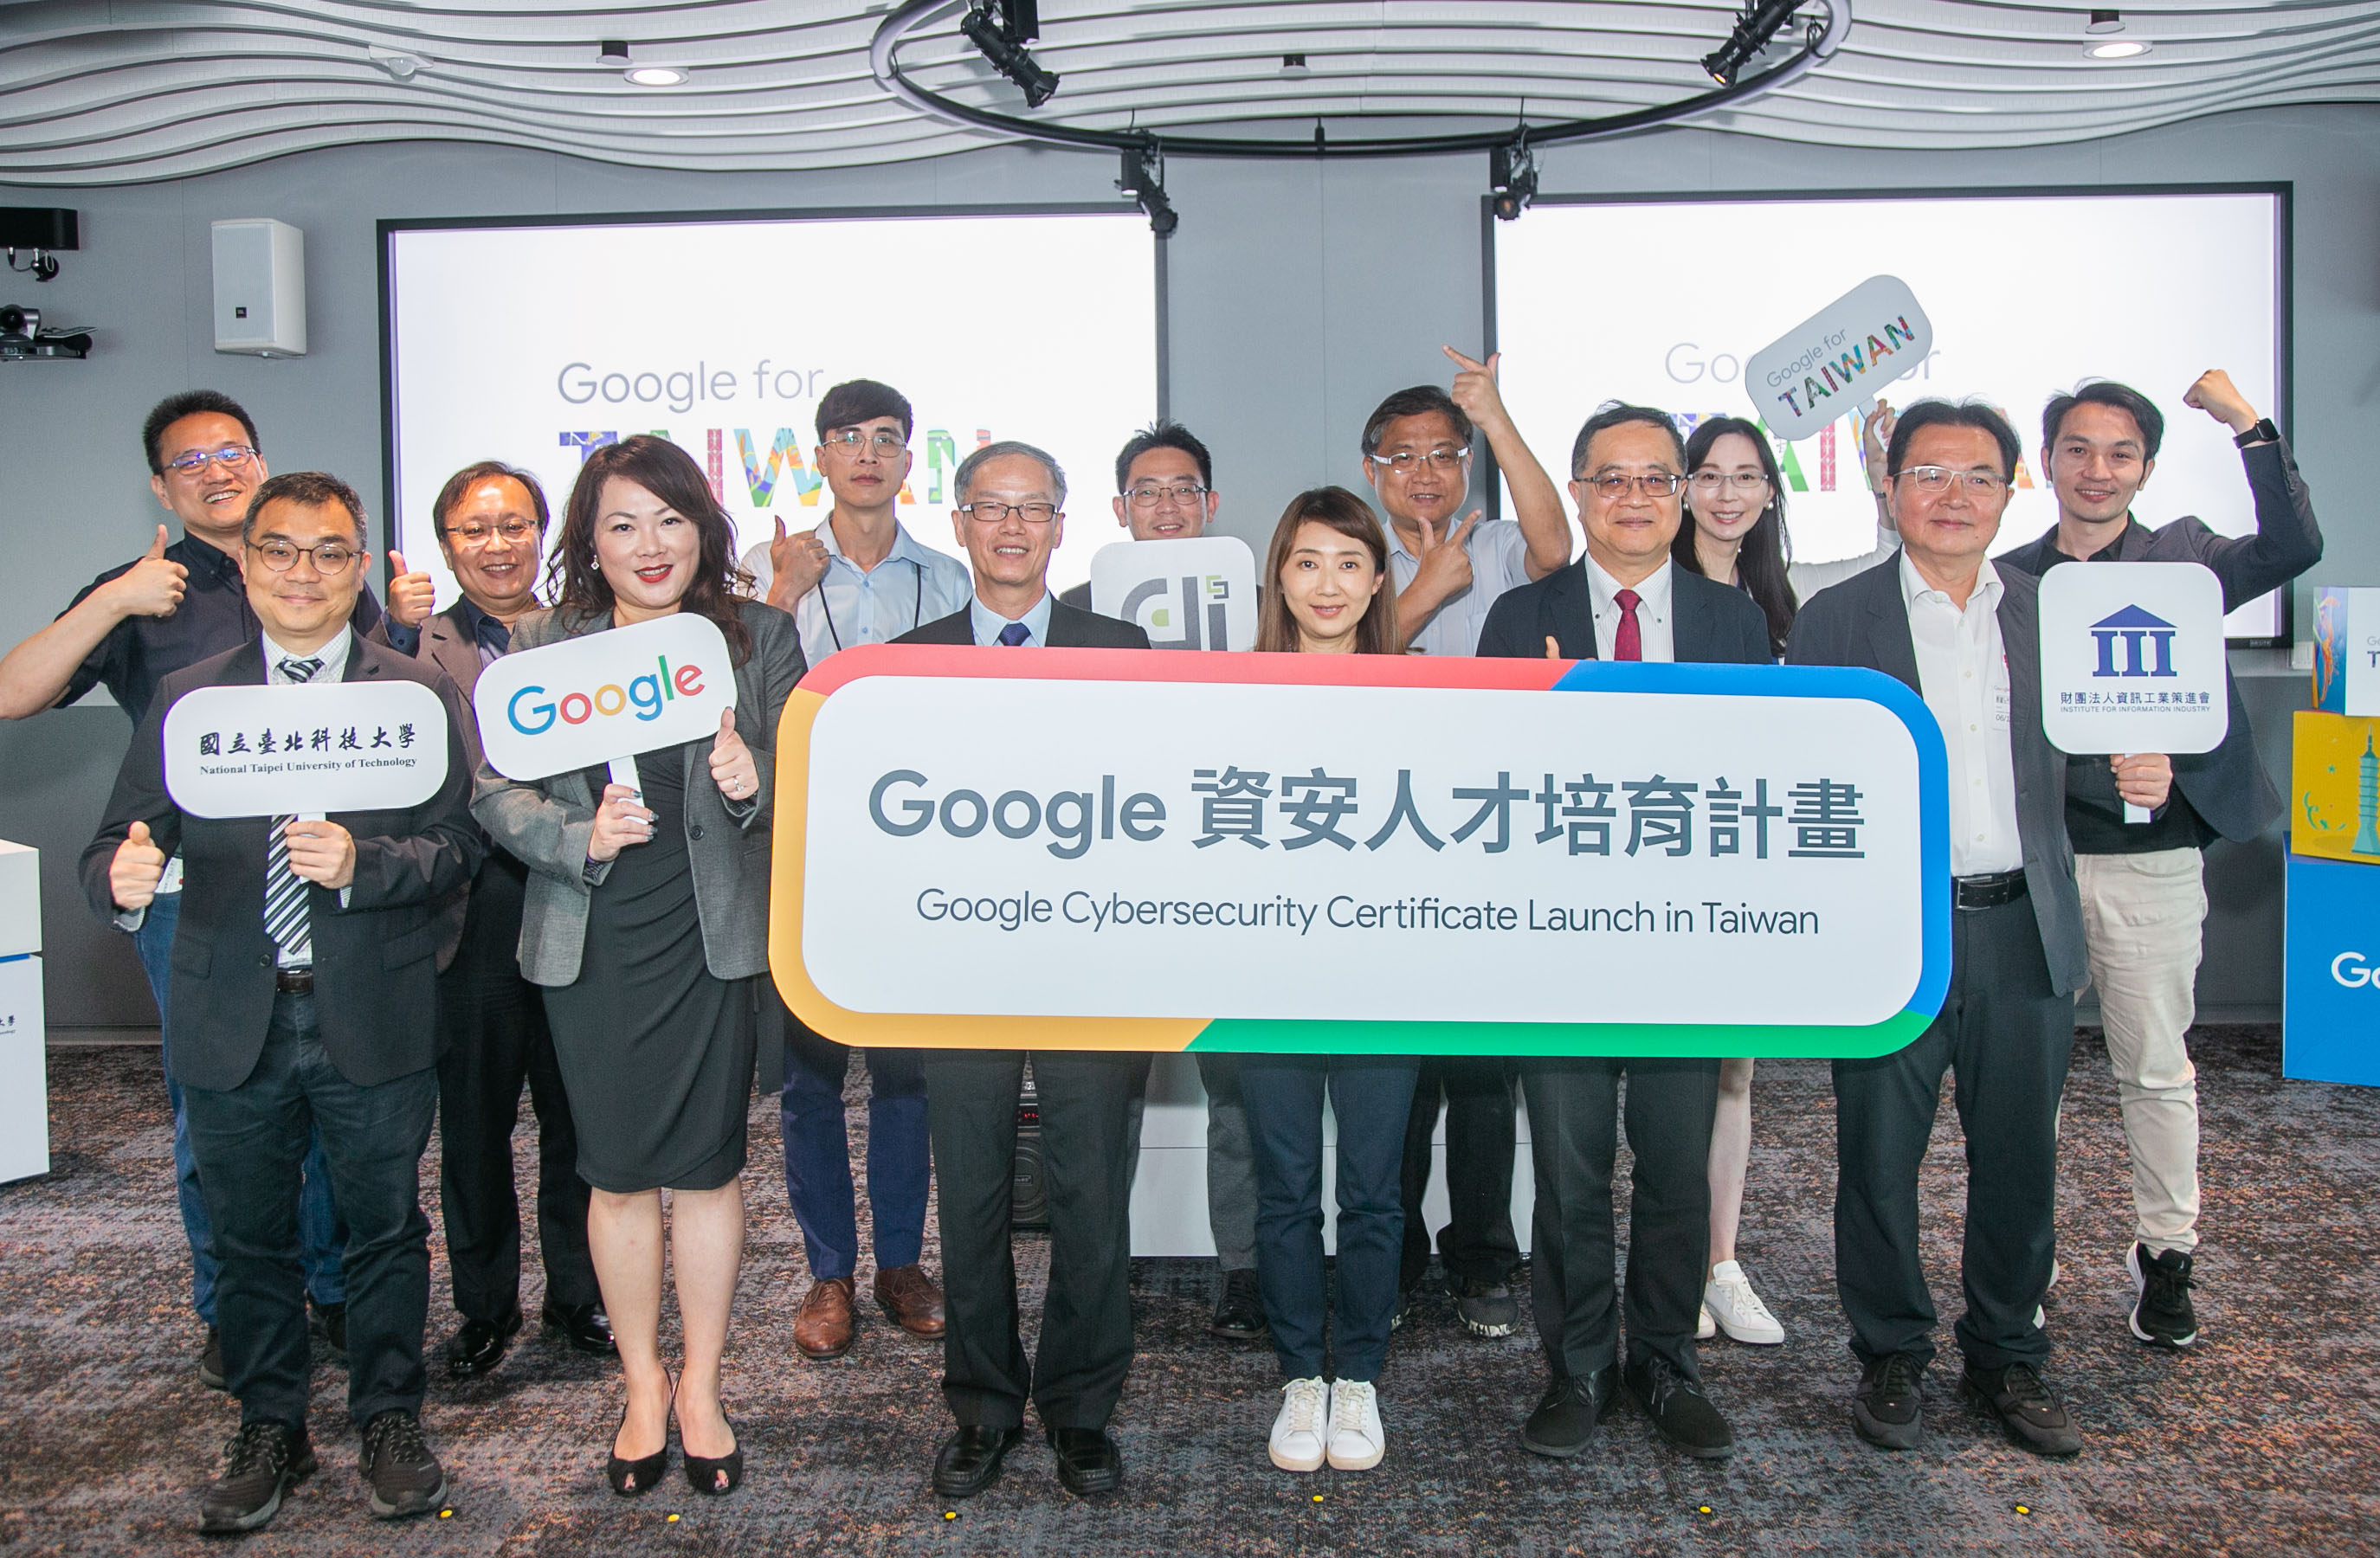 Google for
TAIWAN
Google for
TAIWAN
國立臺北科技大學
National Taipei University of Technology
Google
財團法人資訊工業策進會
INSTITUTE FOR INFORMATION INDUSTRY
Google 資安人才培育計畫
Google Cybersecurity Certificate Launch in Taiwan